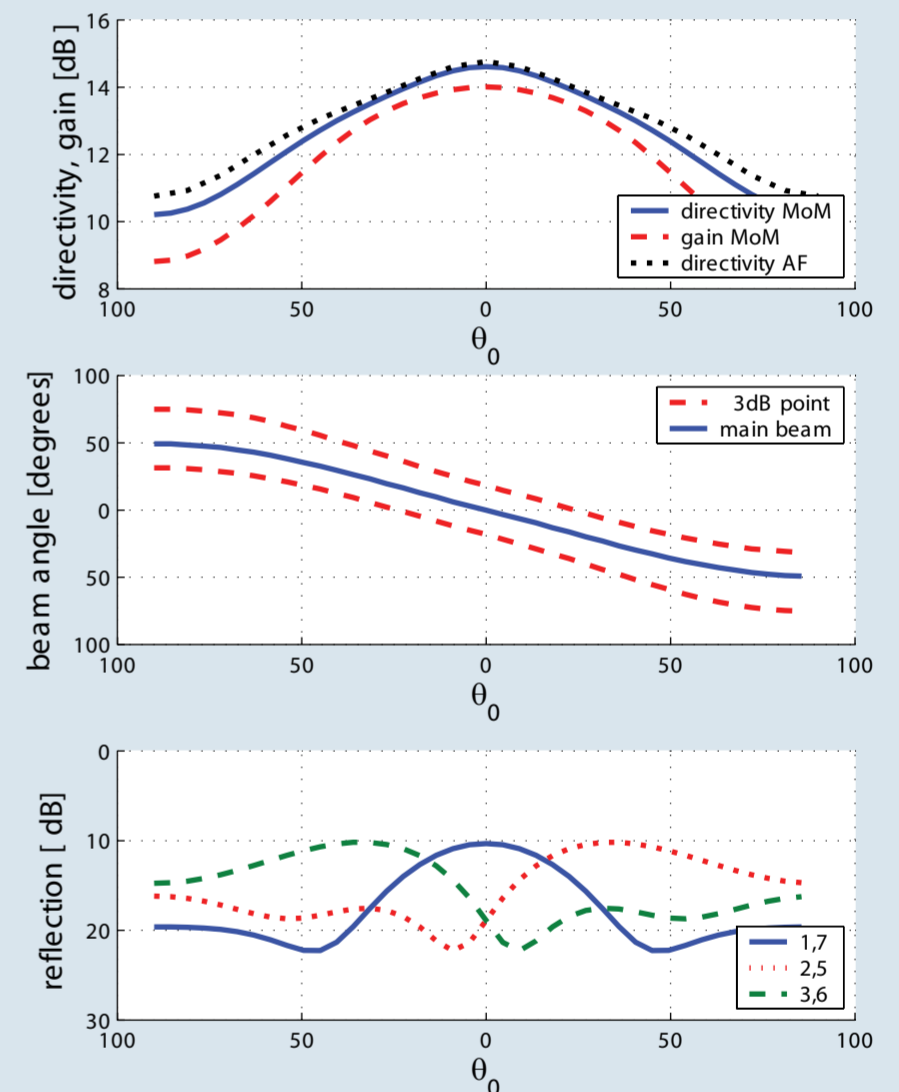 directivity, gain [dB]
16
14
12
10
8
directivity MoM
gain MoM
directivity AF
100 50 0 50 100
θ0
beam angle [degrees]
100
50
0
50
100
3dB point
main beam
100 50 0 50 100
θ0
reflection [ dB]
0
10
20
30
1,7
2,5
3,6
100 50 0 50 100
θ0